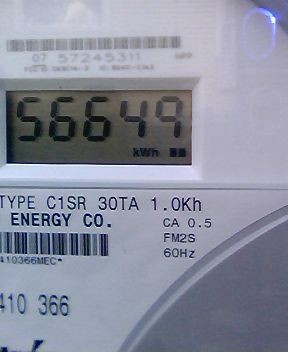 07 57245311
56649
kWh
TYPE C1SR 30TA 1.0Kh
ENERGY CO.
CA 0.5
FM2S
60Hz
410366MEC*
410 366